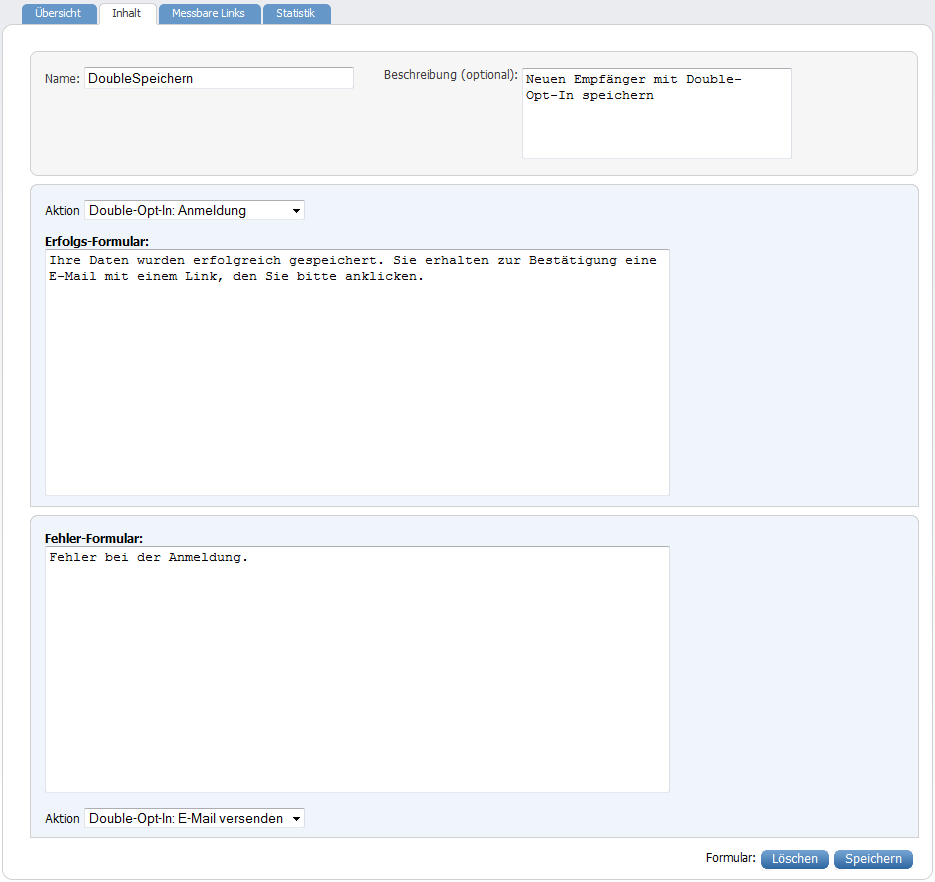 Übersicht Inhalt Messbare Links Statistik
Name: DoubleSpeichern Beschreibung (optional): Neuen Empfänger mit Double-
Opt-In speichern
Aktion Double-Opt-In: Anmeldung
Erfolgs-Formular:
Ihre Daten wurden erfolgreich gespeichert. Sie erhalten zur Bestätigung eine
E-Mail mit einem Link, den Sie bitte anklicken.
Fehler-Formular:
Fehler bei der Anmeldung.
Aktion Double-Opt-In: E-Mail versenden
Formular: Löschen Speichern